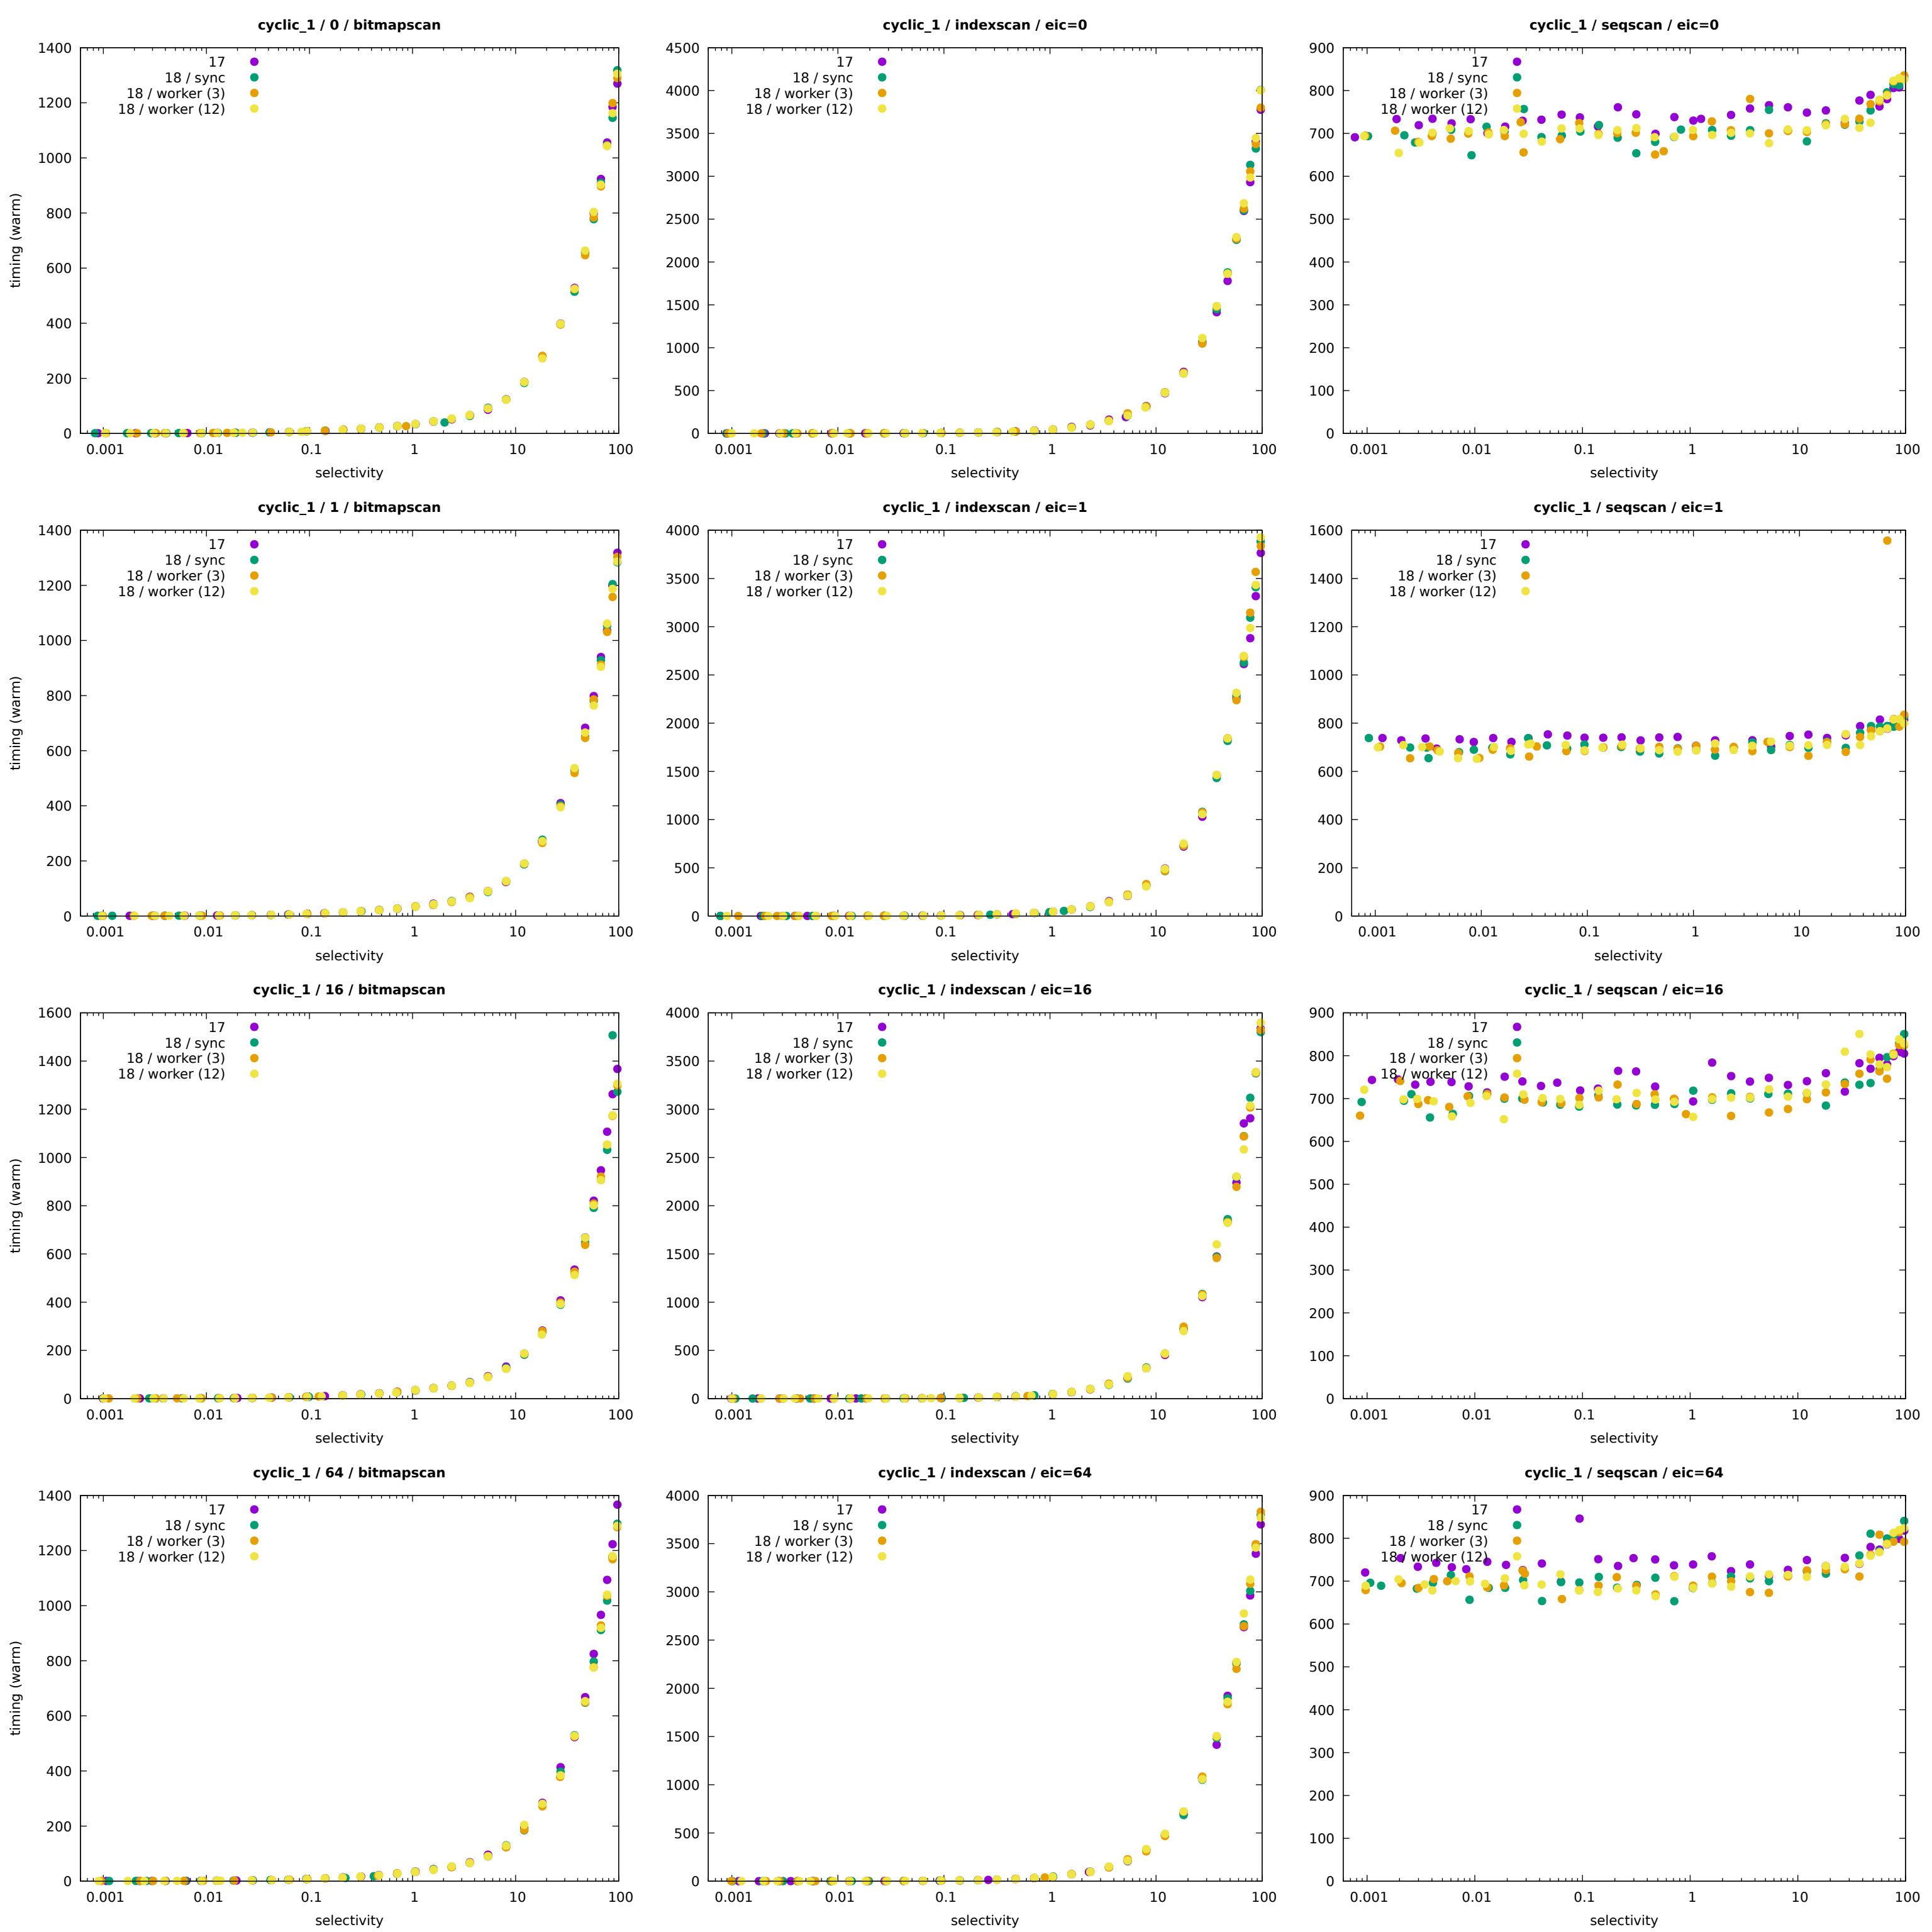 cyclic_1 / 0 / bitmapscan
1400
1200
1000
800
600
400
200
0
timing (warm)
17
18 / sync
18 / worker (3)
18 / worker (12)
0.001 0.01 0.1 1 10 100
selectivity
cyclic_1 / indexscan / eic=0
4500
4000
3500
3000
2500
2000
1500
1000
500
0
17
18 / sync
18 / worker (3)
18 / worker (12)
0.001 0.01 0.1 1 10 100
selectivity
cyclic_1 / seqscan / eic=0
900
800
700
600
500
400
300
200
100
0
17
18 / sync
18 / worker (3)
18 / worker (12)
0.001 0.01 0.1 1 10 100
selectivity
cyclic_1 / 1 / bitmapscan
1400
1200
1000
800
600
400
200
0
timing (warm)
17
18 / sync
18 / worker (3)
18 / worker (12)
0.001 0.01 0.1 1 10 100
selectivity
cyclic_1 / indexscan / eic=1
4000
3500
3000
2500
2000
1500
1000
500
0
17
18 / sync
18 / worker (3)
18 / worker (12)
0.001 0.01 0.1 1 10 100
selectivity
cyclic_1 / seqscan / eic=1
1600
1400
1200
1000
800
600
400
200
0
17
18 / sync
18 / worker (3)
18 / worker (12)
0.001 0.01 0.1 1 10 100
selectivity
cyclic_1 / 16 / bitmapscan
1600
1400
1200
1000
800
600
400
200
0
timing (warm)
17
18 / sync
18 / worker (3)
18 / worker (12)
0.001 0.01 0.1 1 10 100
selectivity
cyclic_1 / indexscan / eic=16
4000
3500
3000
2500
2000
1500
1000
500
0
17
18 / sync
18 / worker (3)
18 / worker (12)
0.001 0.01 0.1 1 10 100
selectivity
cyclic_1 / seqscan / eic=16
900
800
700
600
500
400
300
200
100
0
17
18 / sync
18 / worker (3)
18 / worker (12)
0.001 0.01 0.1 1 10 100
selectivity
cyclic_1 / 64 / bitmapscan
1400
1200
1000
800
600
400
200
0
timing (warm)
17
18 / sync
18 / worker (3)
18 / worker (12)
0.001 0.01 0.1 1 10 100
selectivity
cyclic_1 / indexscan / eic=64
4000
3500
3000
2500
2000
1500
1000
500
0
17
18 / sync
18 / worker (3)
18 / worker (12)
0.001 0.01 0.1 1 10 100
selectivity
cyclic_1 / seqscan / eic=64
900
800
700
600
500
400
300
200
100
0
17
18 / sync
18 / worker (3)
18 / worker (12)
0.001 0.01 0.1 1 10 100
selectivity